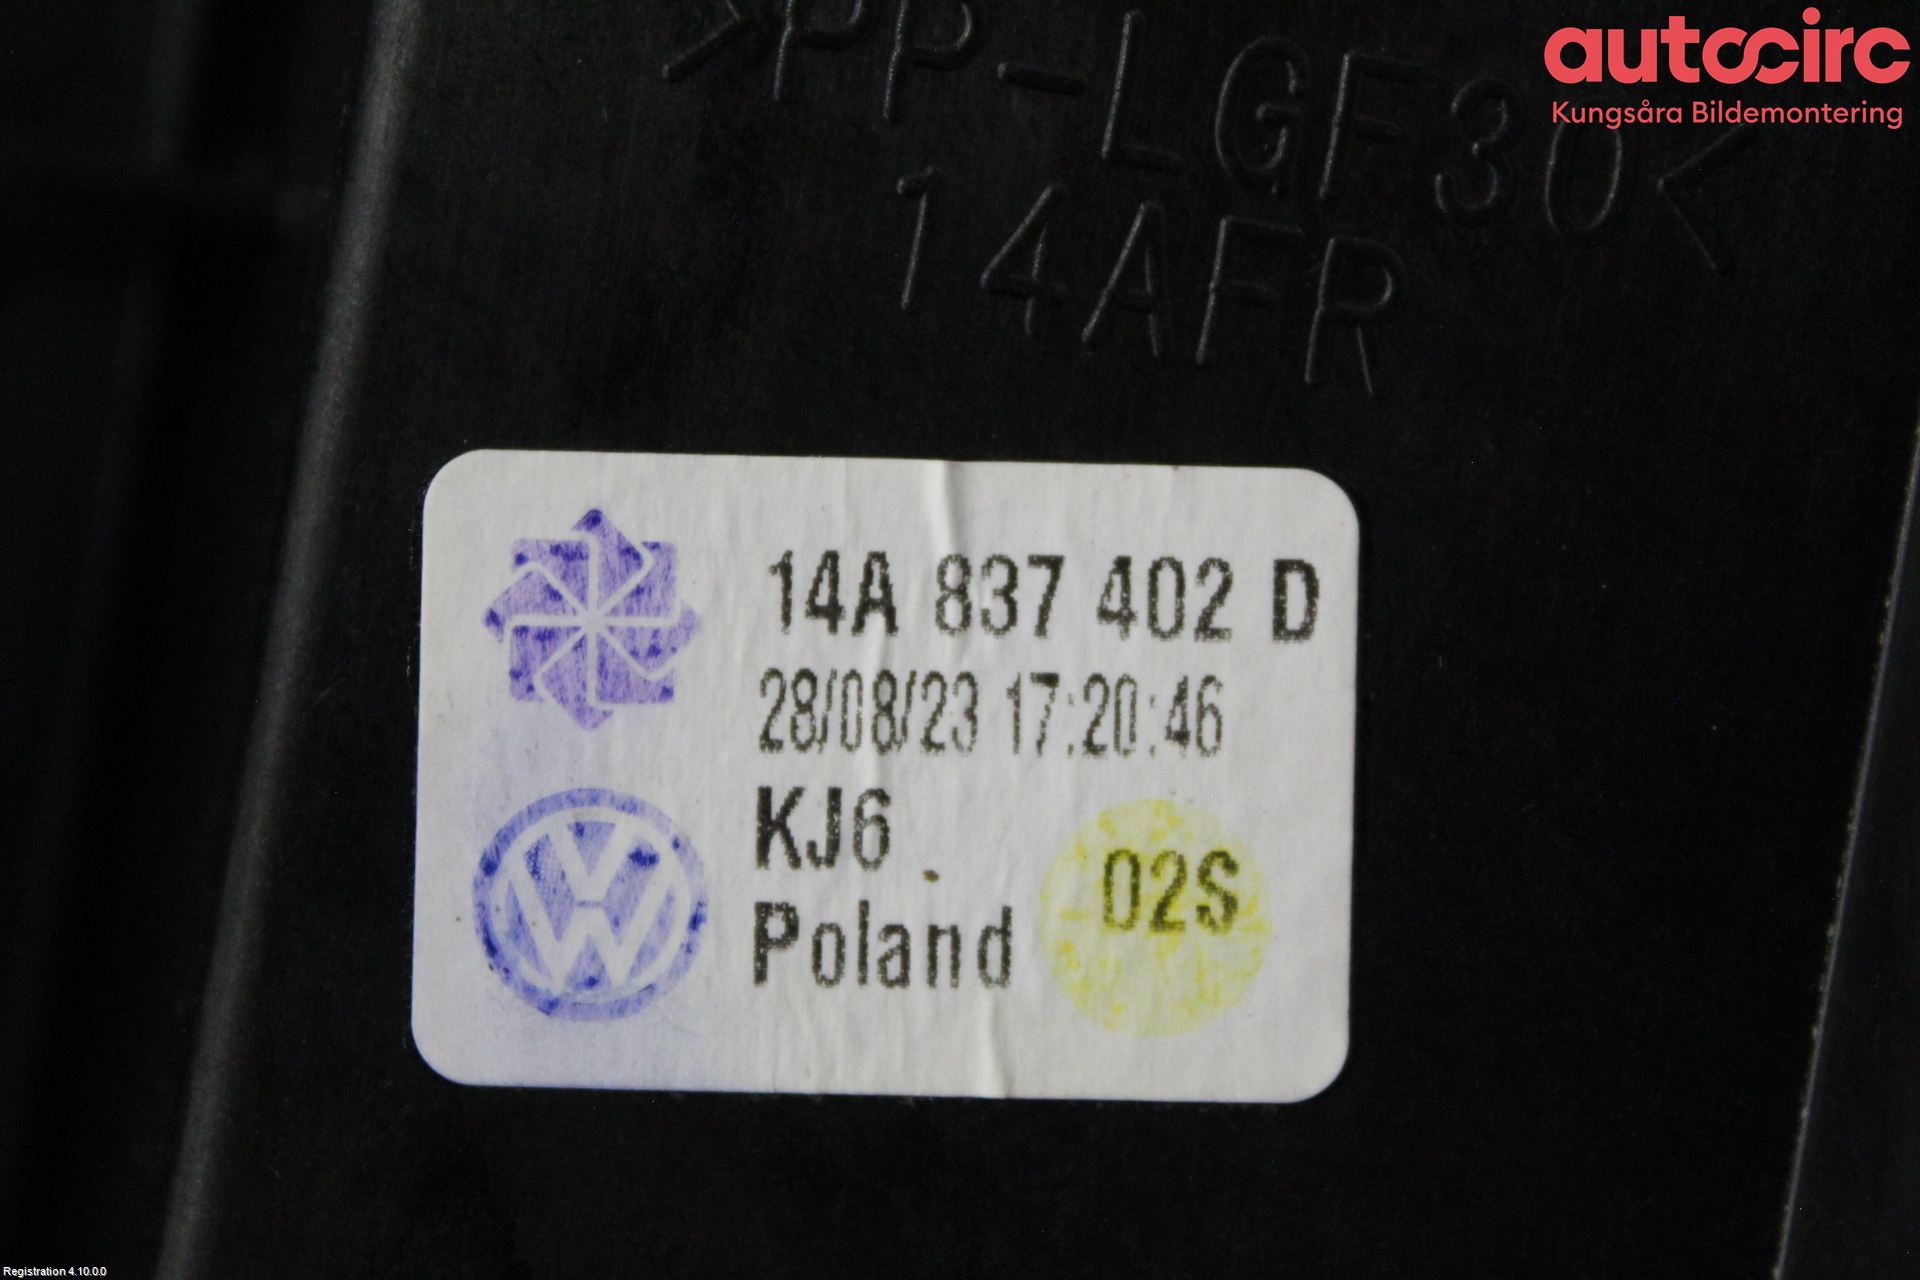 autocirc
Kungsåra Bildemontering
>PP-LGF30<
14AFR
14A 837 402 D
28/08/23 17:20:46
KJ6 .
Poland
02S
Registration 4.10.0.0